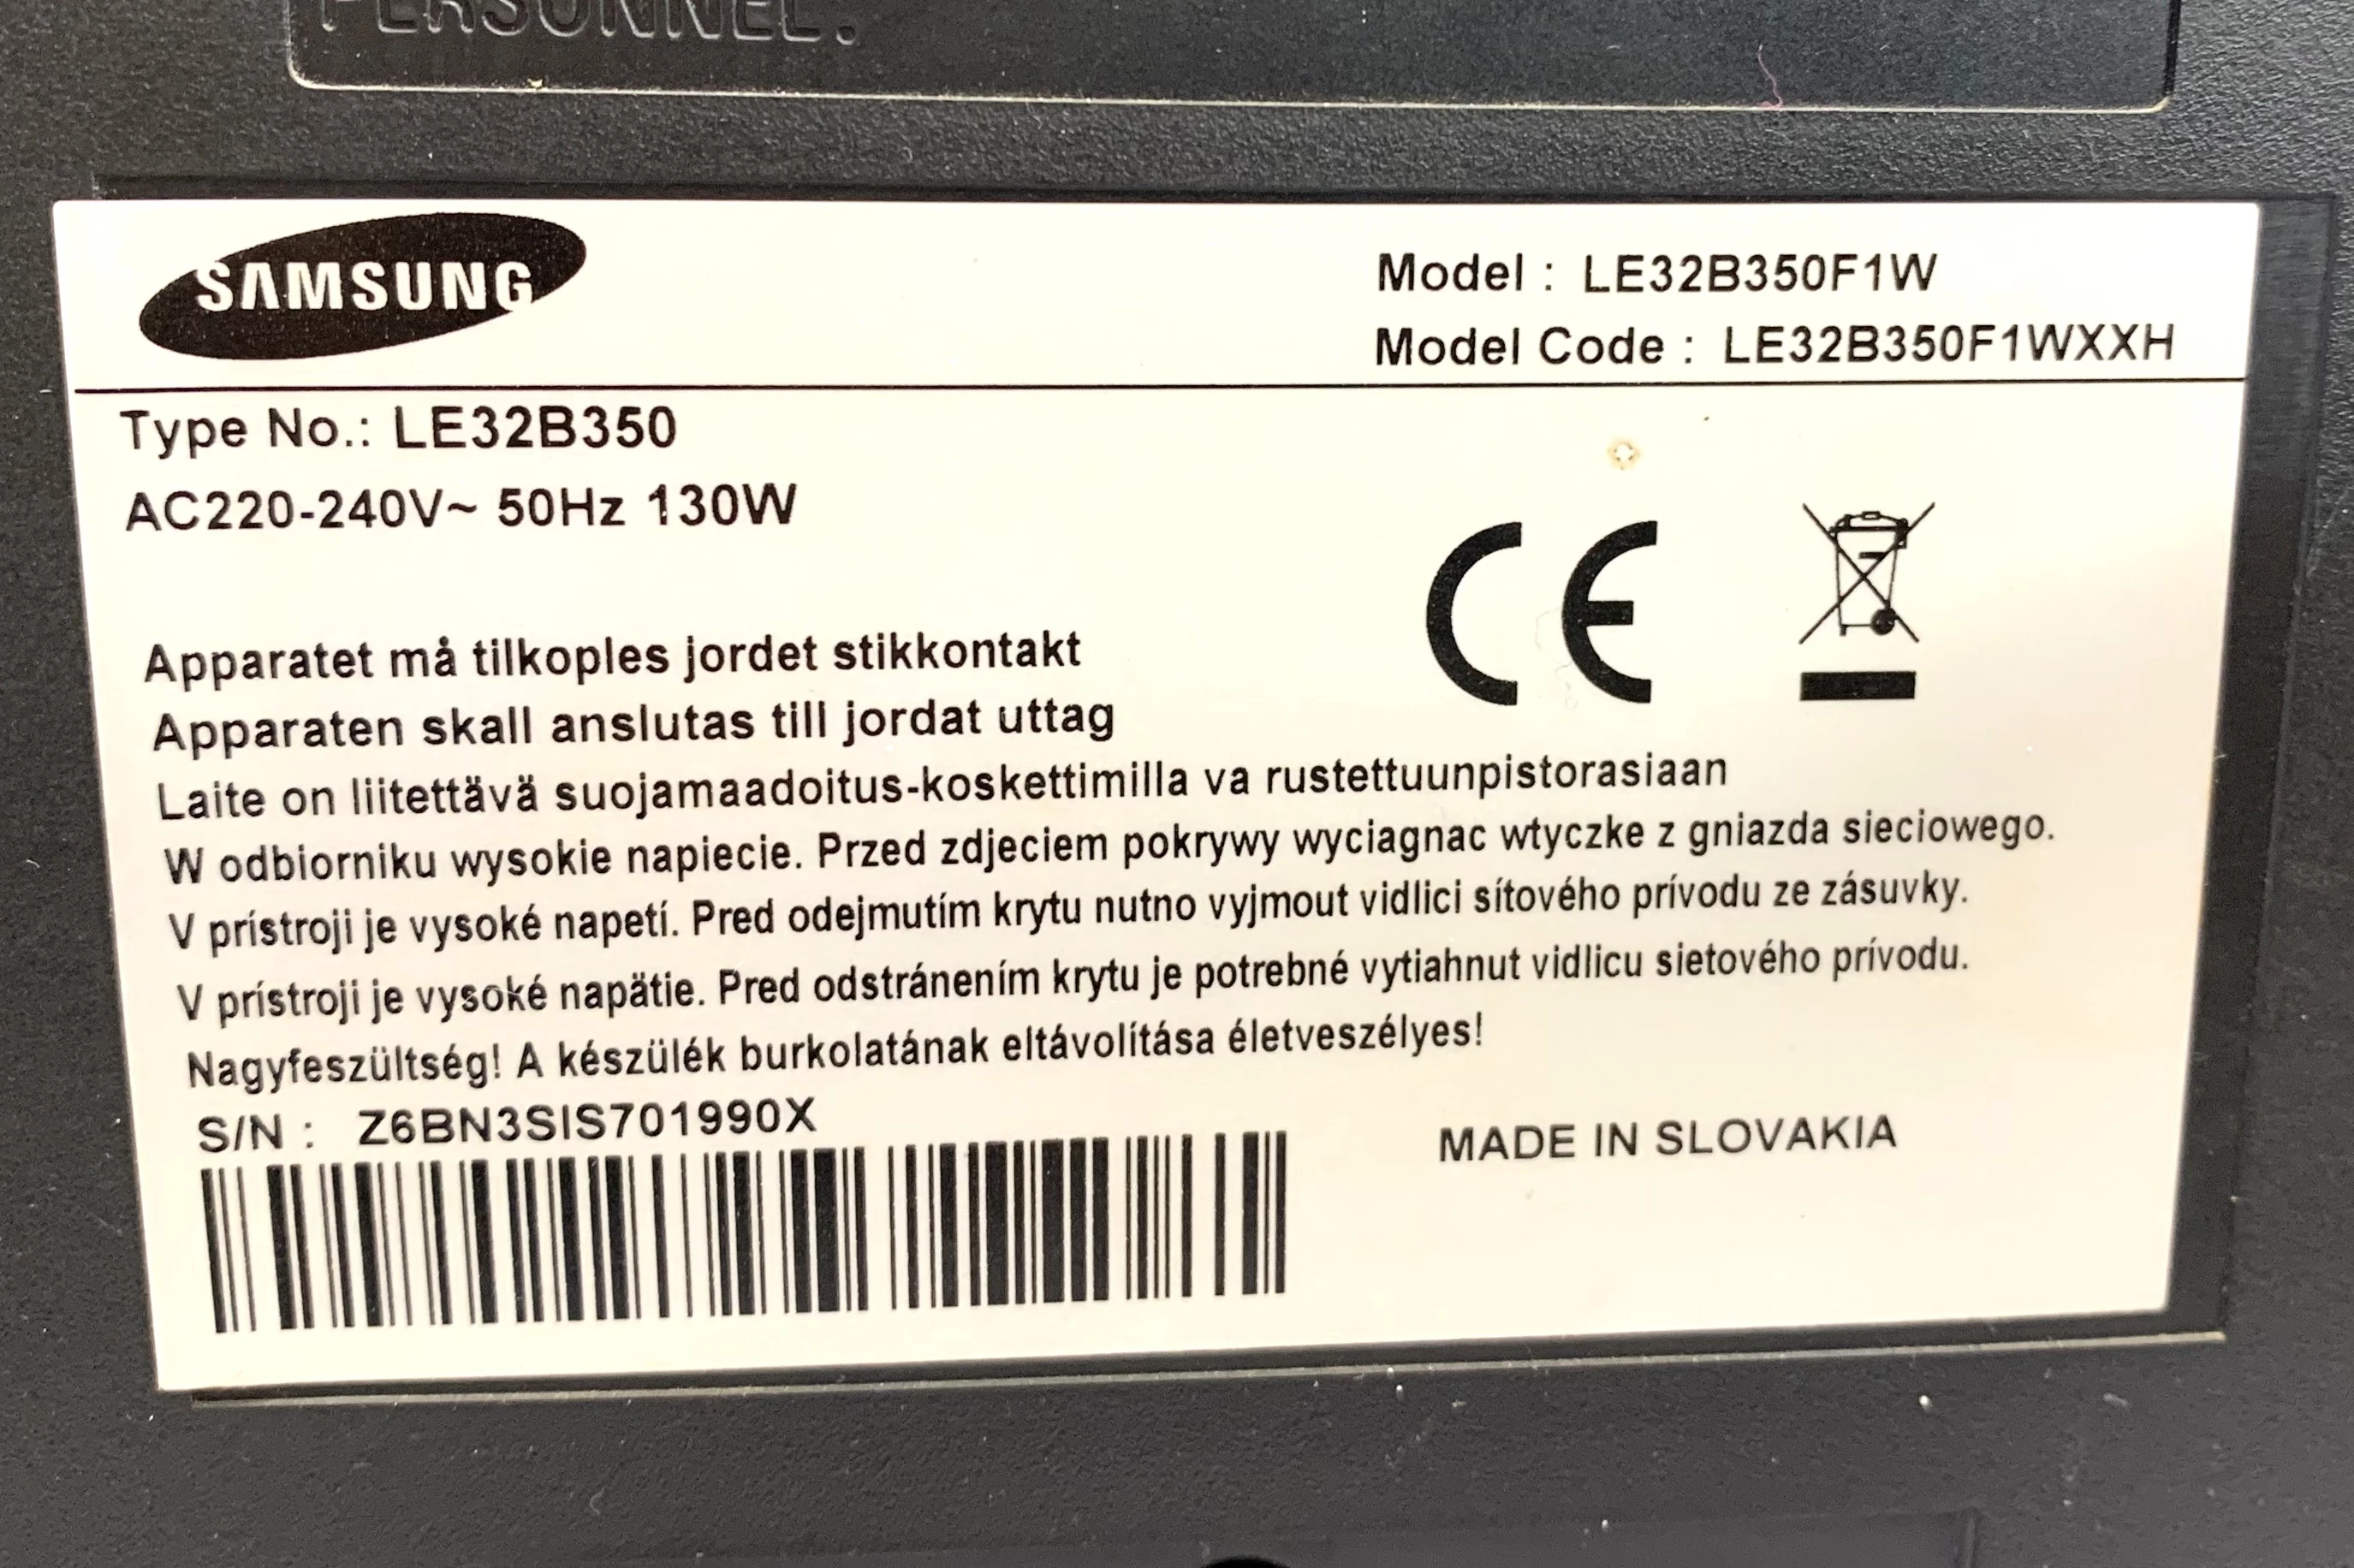 PERSONNEL.
SAMSUNG
Model : LE32B350F1W
Model Code : LE32B350F1WXXH
Type No.: LE32B350
AC220-240V~ 50Hz 130W
CE
Apparatet må tilkoples jordet stikkontakt
Apparaten skall anslutas till jordat uttag
Laite on liitettävä suojamaadoitus-koskettimilla va rustettuunpistorasiaan
W odbiorniku wysokie napiecie. Przed zdjeciem pokrywy wyciagnac wtyczke z gniazda sieciowego.
V prístroji je vysoké napetí. Pred odejmutím krytu nutno vyjmout vidlici sítového prívodu ze zásuvky.
V prístroji je vysoké napätie. Pred odstránením krytu je potrebné vytiahnut vidlicu sietového prívodu.
Nagyfeszültség! A készülék burkolatának eltávolítása életveszélyes!
S/N : Z6BN3SIS701990X
MADE IN SLOVAKIA